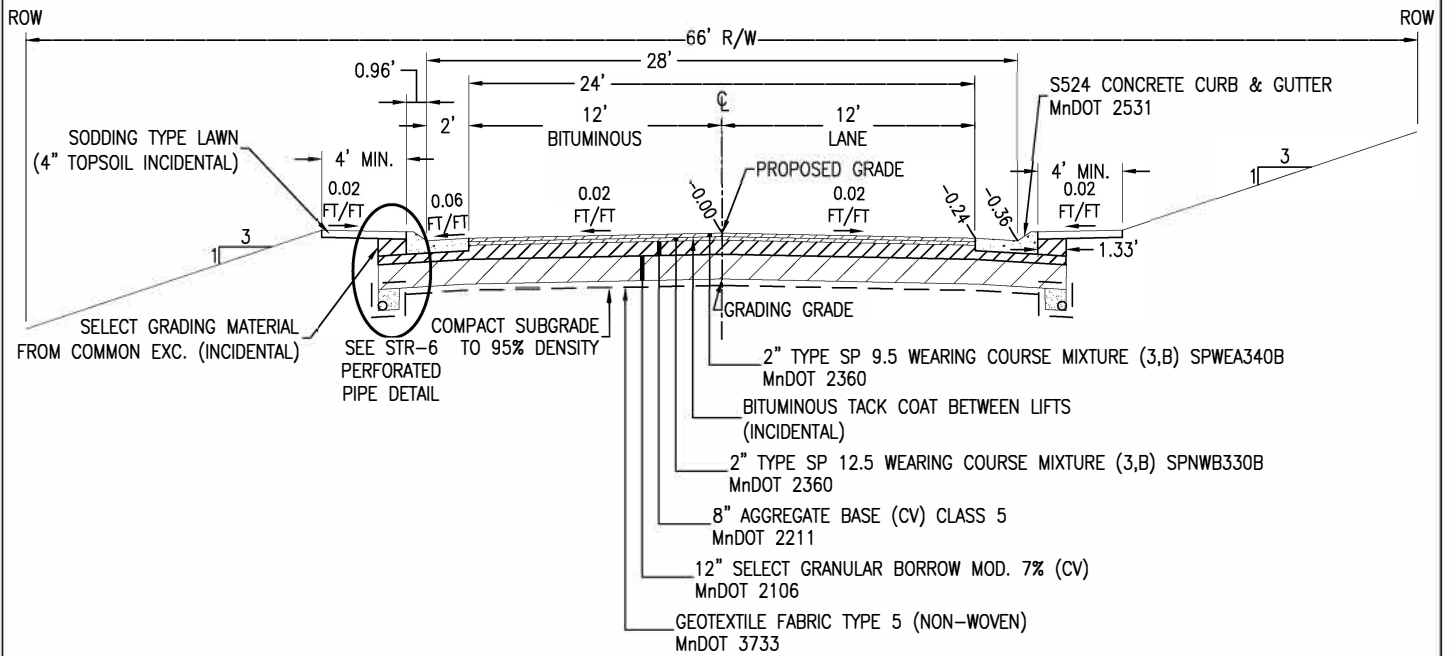 ROW
ROW
66' R/W
28'
0.96'
24'
℄
S524 CONCRETE CURB & GUTTER
MnDOT 2531
2'
12'
BITUMINOUS
12'
LANE
SODDING TYPE LAWN
(4" TOPSOIL INCIDENTAL)
4' MIN.
PROPOSED GRADE
4' MIN.
3
1
0.02
FT/FT
0.06
FT/FT
0.02
FT/FT
-0.00
0.02
FT/FT
-0.24
-0.36
0.02
FT/FT
3
1
1.33'
GRADING GRADE
SELECT GRADING MATERIAL
FROM COMMON EXC. (INCIDENTAL)
SEE STR-6
PERFORATED
PIPE DETAIL
COMPACT SUBGRADE
TO 95% DENSITY
2" TYPE SP 9.5 WEARING COURSE MIXTURE (3,B) SPWEA340B
MnDOT 2360
BITUMINOUS TACK COAT BETWEEN LIFTS
(INCIDENTAL)
2" TYPE SP 12.5 WEARING COURSE MIXTURE (3,B) SPNWB330B
MnDOT 2360
8" AGGREGATE BASE (CV) CLASS 5
MnDOT 2211
12" SELECT GRANULAR BORROW MOD. 7% (CV)
MnDOT 2106
GEOTEXTILE FABRIC TYPE 5 (NON-WOVEN)
MnDOT 3733